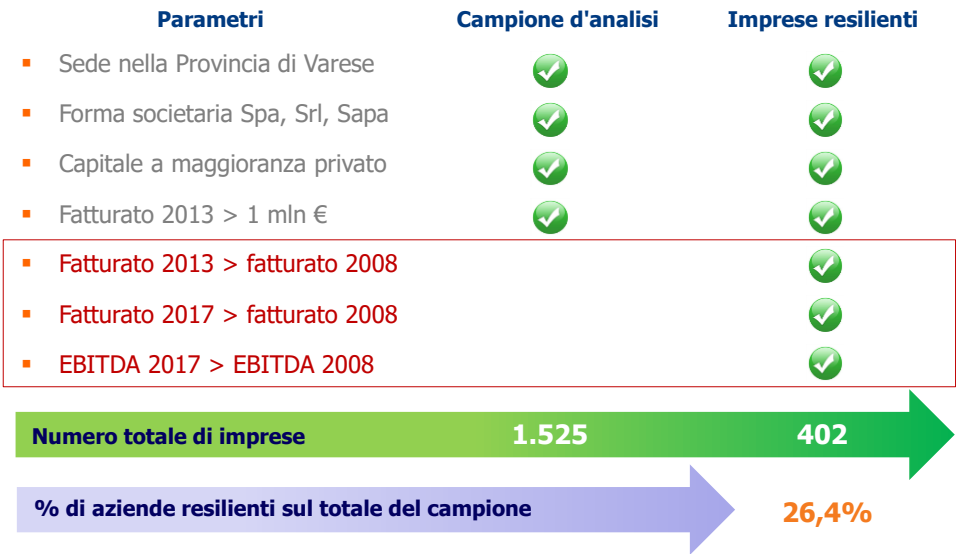 Parametri Campione d'analisi Imprese resilienti
Sede nella Provincia di Varese
Forma societaria Spa, Srl, Sapa
Capitale a maggioranza privato
Fatturato 2013 > 1 mln €
Fatturato 2013 > fatturato 2008
Fatturato 2017 > fatturato 2008
EBITDA 2017 > EBITDA 2008
Numero totale di imprese 1.525 402
% di aziende resilienti sul totale del campione 26,4%